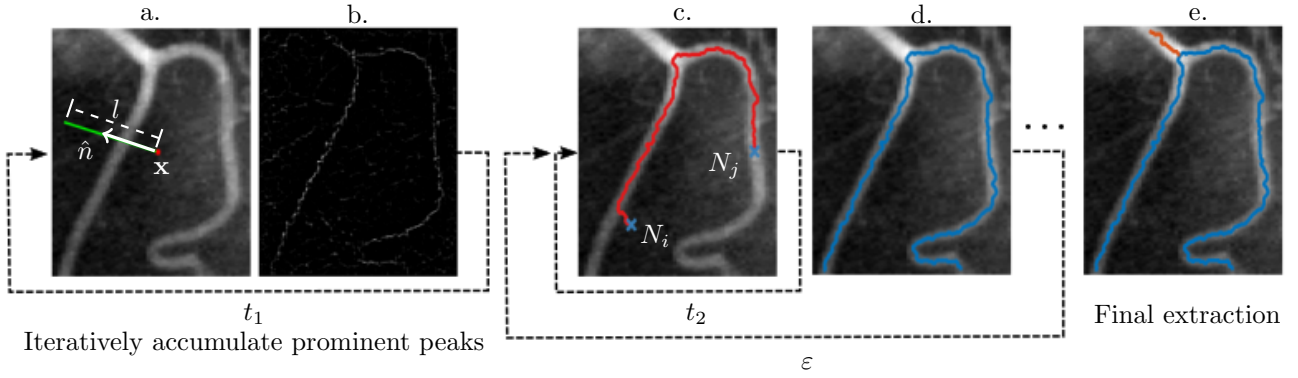 a.
b.
c.
d.
e.
l
n̂
x
N_j
N_i
...
t_1
t_2
Iteratively accumulate prominent peaks
Final extraction
ε